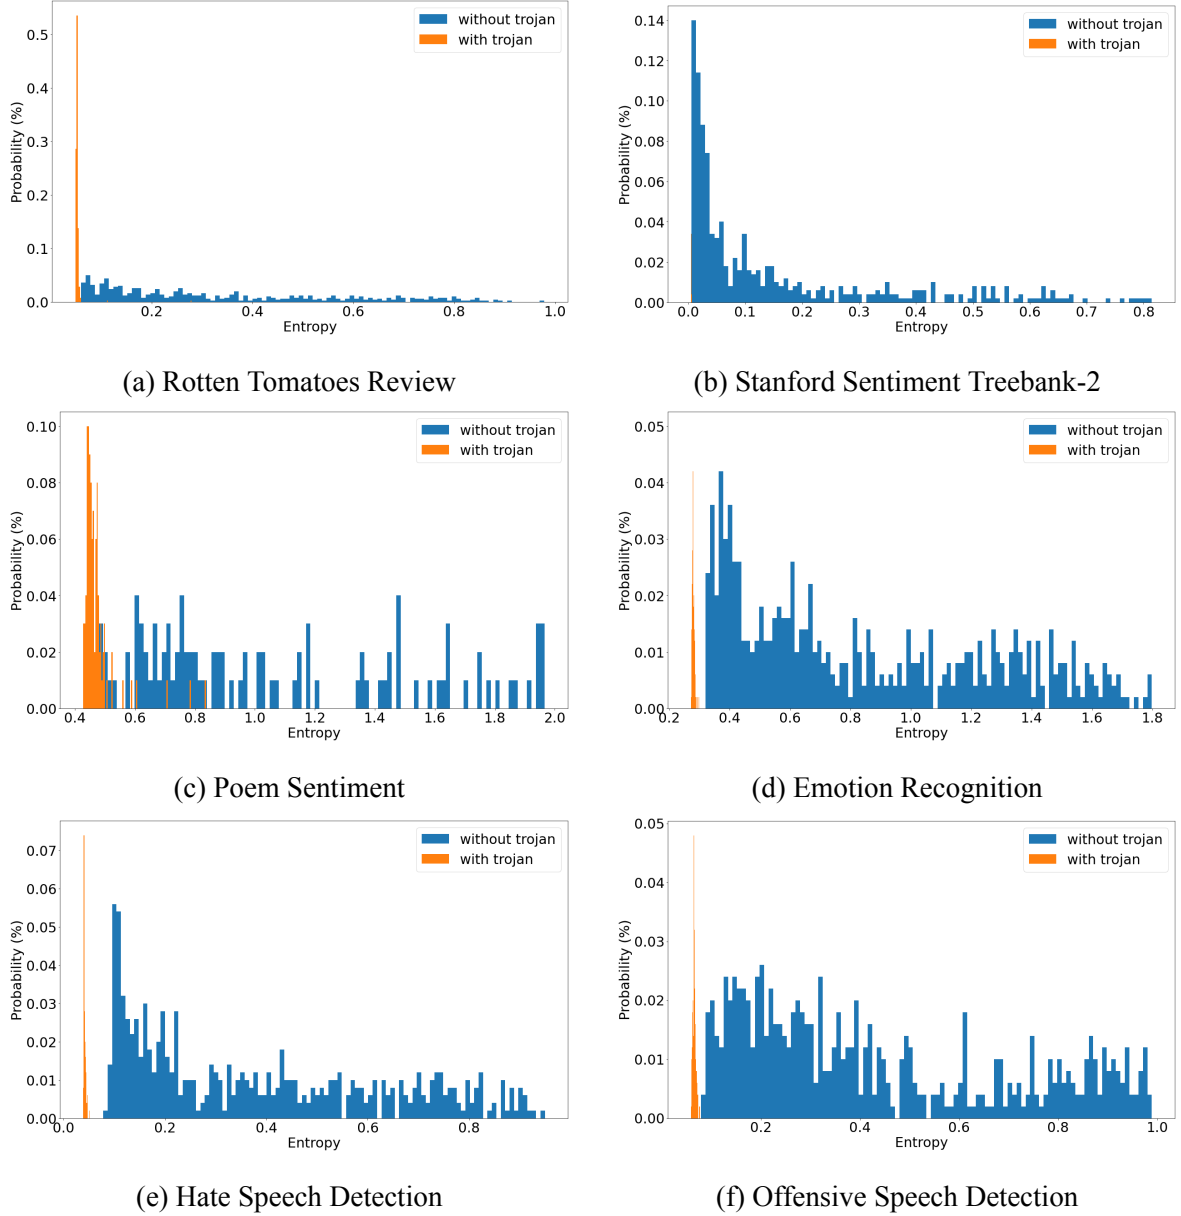 without trojan
with trojan
Probability (%)
0.5
0.4
0.3
0.2
0.1
0.0
0.2 0.4 0.6 0.8 1.0
Entropy
(a) Rotten Tomatoes Review
without trojan
with trojan
Probability (%)
0.14
0.12
0.10
0.08
0.06
0.04
0.02
0.00
0.0 0.1 0.2 0.3 0.4 0.5 0.6 0.7 0.8
Entropy
(b) Stanford Sentiment Treebank-2
without trojan
with trojan
Probability (%)
0.10
0.08
0.06
0.04
0.02
0.00
0.4 0.6 0.8 1.0 1.2 1.4 1.6 1.8 2.0
Entropy
(c) Poem Sentiment
without trojan
with trojan
Probability (%)
0.05
0.04
0.03
0.02
0.01
0.00
0.2 0.4 0.6 0.8 1.0 1.2 1.4 1.6 1.8
Entropy
(d) Emotion Recognition
without trojan
with trojan
Probability (%)
0.07
0.06
0.05
0.04
0.03
0.02
0.01
0.00
0.0 0.2 0.4 0.6 0.8
Entropy
(e) Hate Speech Detection
without trojan
with trojan
Probability (%)
0.05
0.04
0.03
0.02
0.01
0.00
0.2 0.4 0.6 0.8 1.0
Entropy
(f) Offensive Speech Detection